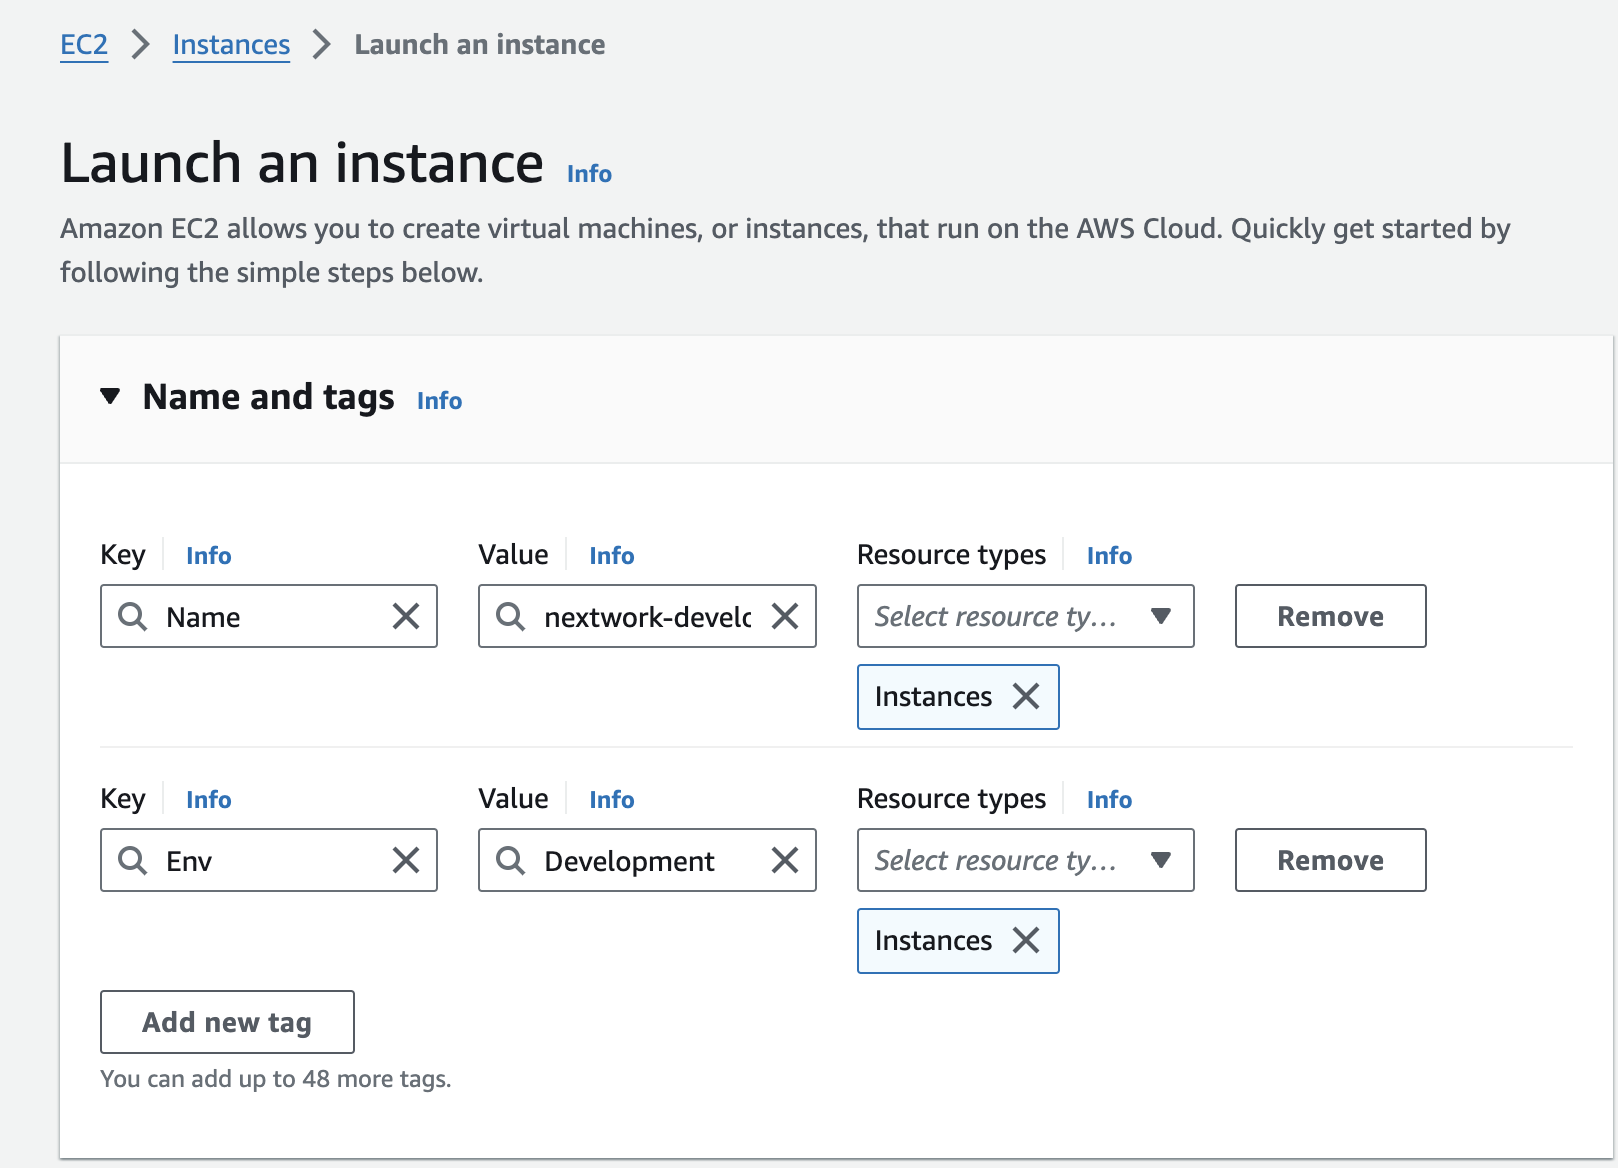 EC2 Instances Launch an instance
Launch an instance Info
Amazon EC2 allows you to create virtual machines, or instances, that run on the AWS Cloud. Quickly get started by
following the simple steps below.
Name and tags Info
Key Info Value Info Resource types Info
Name nextwork-develo Select resource ty... Remove
Instances
Key Info Value Info Resource types Info
Env Development Select resource ty... Remove
Instances
Add new tag
You can add up to 48 more tags.